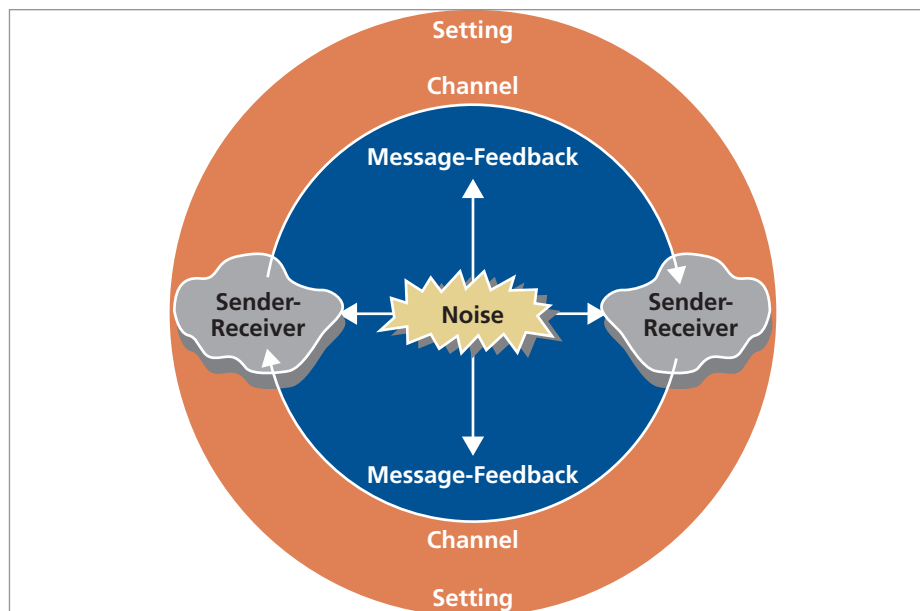 Setting
Channel
Message-Feedback
Sender-
Receiver
Noise
Sender-
Receiver
Message-Feedback
Channel
Setting